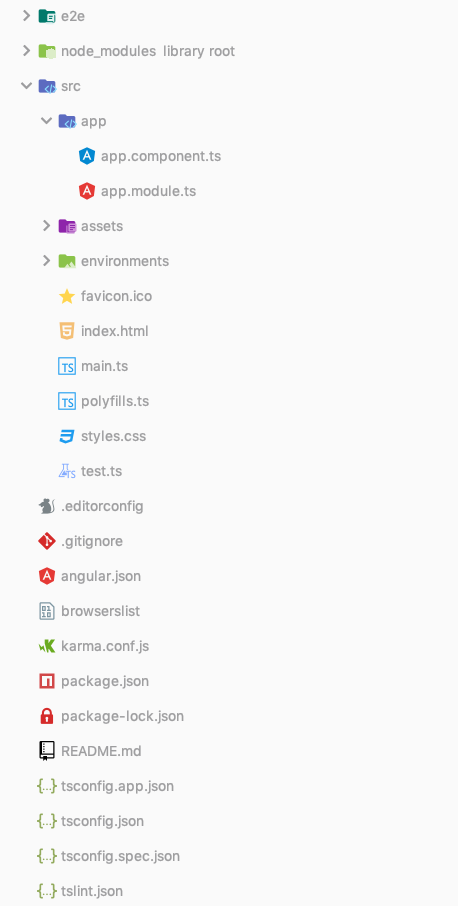 e2e
node_modules library root
src
app
app.component.ts
app.module.ts
assets
environments
favicon.ico
index.html
main.ts
polyfills.ts
styles.css
test.ts
.editorconfig
.gitignore
angular.json
browserslist
karma.conf.js
package.json
package-lock.json
README.md
tsconfig.app.json
tsconfig.json
tsconfig.spec.json
tslint.json